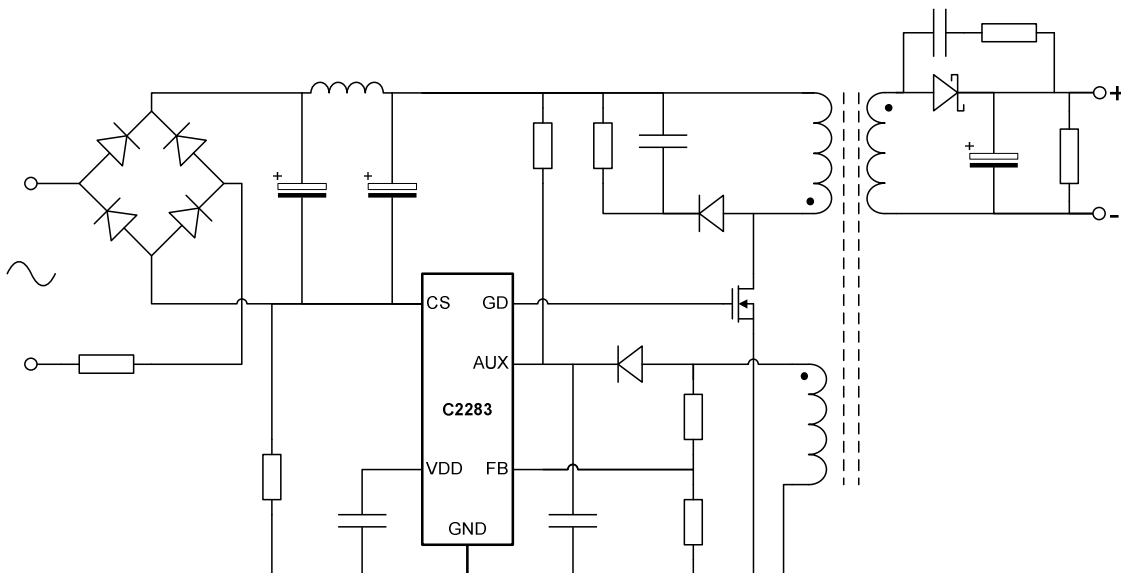 +
+
+
+
-
CS GD
AUX
C2283
VDD FB
GND